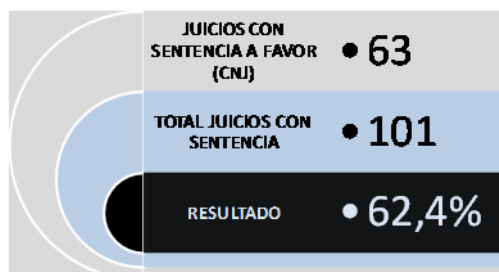 JUICIOS CON
SENTENCIA A FAVOR
(CNJ)
• 63
TOTAL JUICIOS CON
SENTENCIA
• 101
RESULTADO
• 62,4%